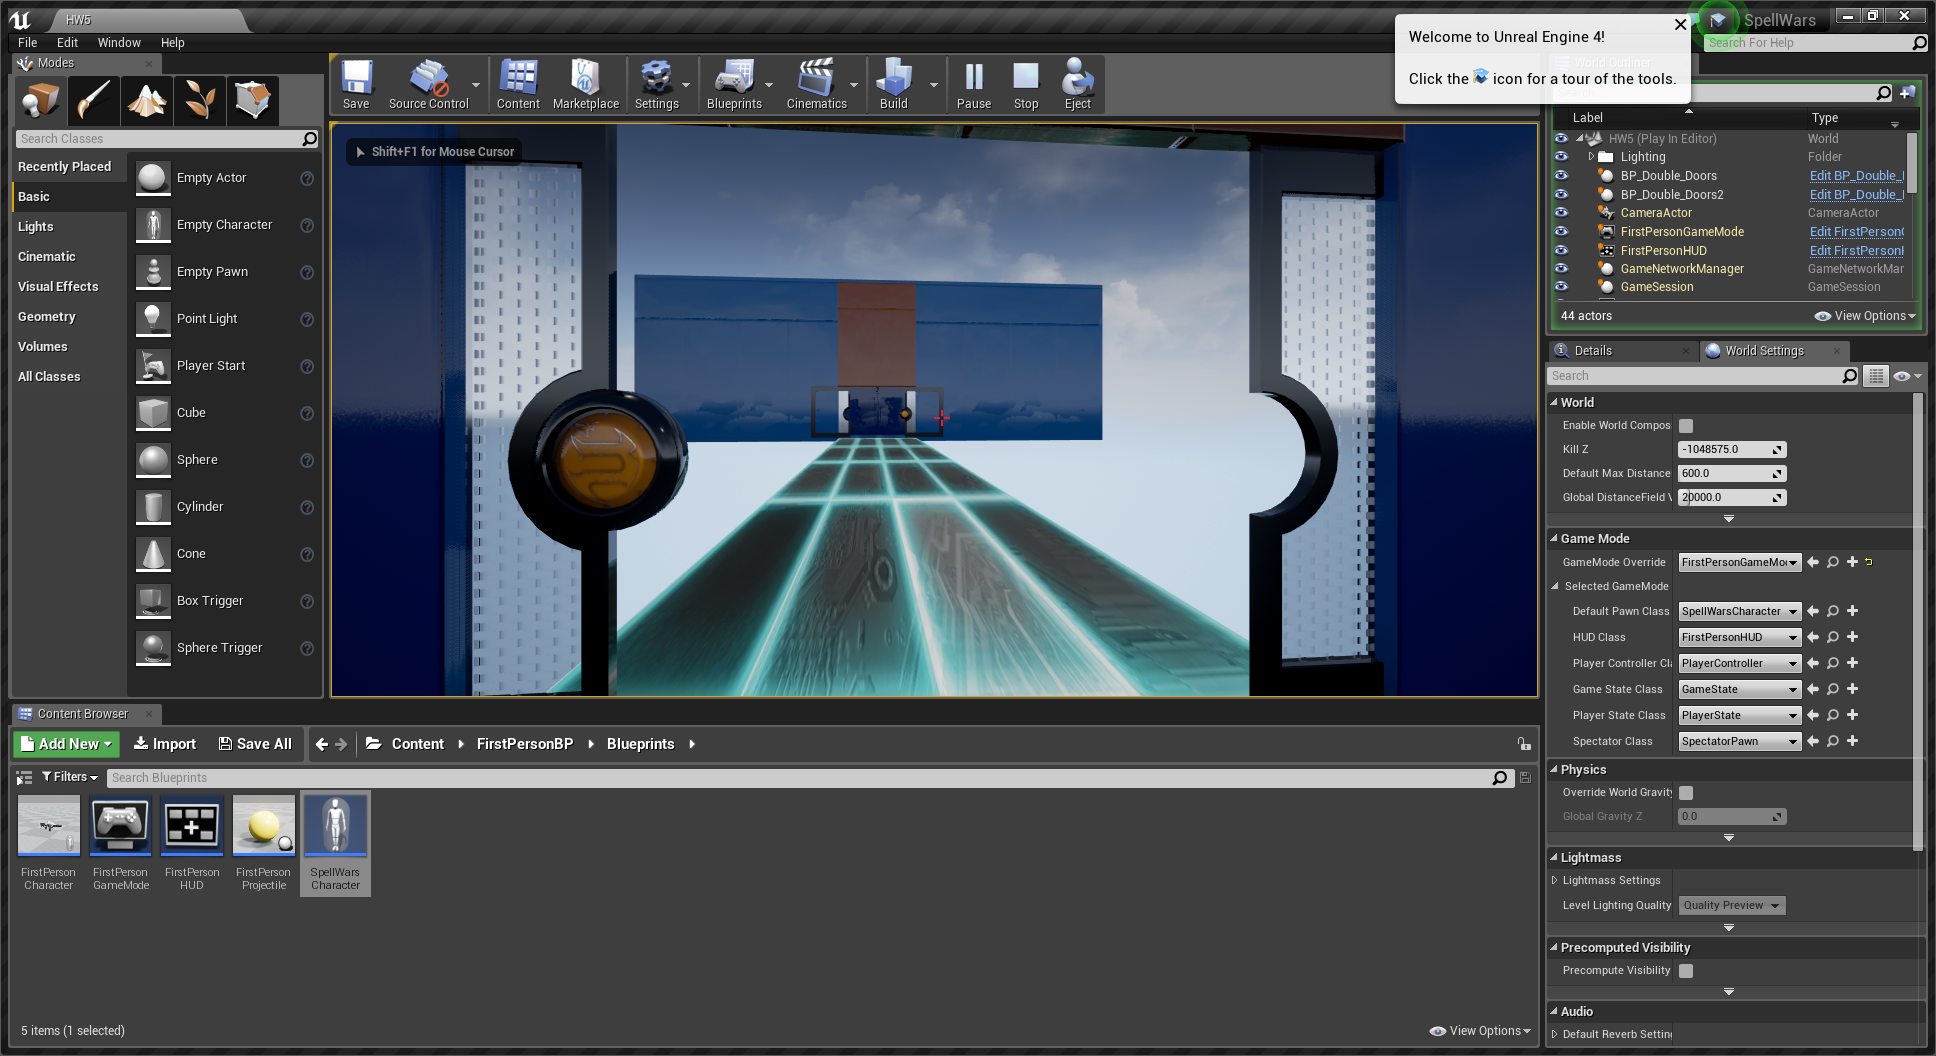 HW5
SpellWars
File Edit Window Help
Search For Help
Welcome to Unreal Engine 4!
Click the icon for a tour of the tools.
Modes
World Outliner
Search Classes
Recently Placed
Basic
Lights
Cinematic
Visual Effects
Geometry
Volumes
All Classes
Empty Actor
Empty Character
Empty Pawn
Point Light
Player Start
Cube
Sphere
Cylinder
Cone
Box Trigger
Sphere Trigger
Save
Source Control
Content
Marketplace
Settings
Blueprints
Cinematics
Build
Pause
Stop
Eject
Shift+F1 for Mouse Cursor
Label Type
HW5 (Play In Editor) World
Lighting Folder
BP_Double_Doors Edit BP_Double_
BP_Double_Doors2 Edit BP_Double_
CameraActor CameraActor
FirstPersonGameMode Edit FirstPerson
FirstPersonHUD Edit FirstPerson
GameNetworkManager GameNetworkMar
GameSession GameSession
44 actors
View Options
Details
World Settings
Search
World
Enable World Compos
Kill Z -1048575.0
Default Max Distance 600.0
Global DistanceField V 20000.0
Game Mode
GameMode Override FirstPersonGameMo
Selected GameMode
Default Pawn Class SpellWarsCharacter
HUD Class FirstPersonHUD
Player Controller Cl PlayerController
Game State Class GameState
Player State Class PlayerState
Spectator Class SpectatorPawn
Physics
Override World Gravity
Global Gravity Z 0.0
Lightmass
Lightmass Settings
Level Lighting Quality Quality Preview
Precomputed Visibility
Precompute Visibility
Audio
Default Reverb Setting
Content Browser
Add New Import Save All Content FirstPersonBP Blueprints
Filters Search Blueprints
FirstPerson
Character
FirstPerson
GameMode
FirstPerson
HUD
FirstPerson
Projectile
SpellWars
Character
5 items (1 selected)
View Options